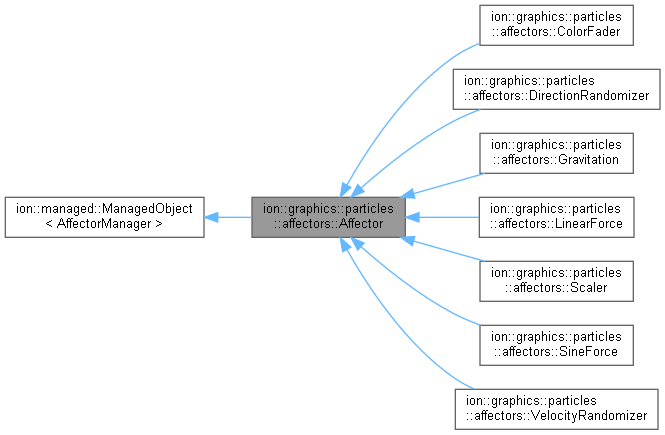 ion::graphics::particles
::affectors::ColorFader
ion::graphics::particles
::affectors::DirectionRandomizer
ion::graphics::particles
::affectors::Gravitation
ion::managed::ManagedObject
< AffectorManager >
ion::graphics::particles
::affectors::Affector
ion::graphics::particles
::affectors::LinearForce
ion::graphics::particles
::affectors::Scaler
ion::graphics::particles
::affectors::SineForce
ion::graphics::particles
::affectors::VelocityRandomizer